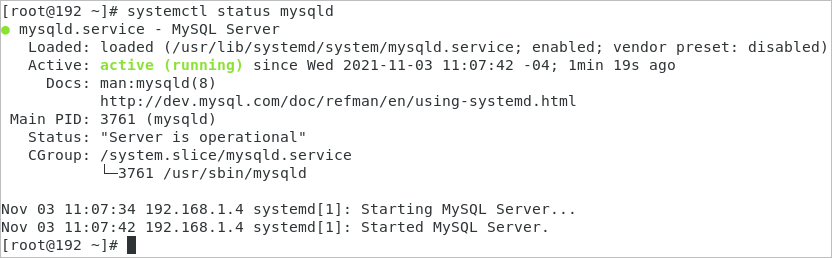 [root@192 ~]# systemctl status mysqld
● mysqld.service - MySQL Server
   Loaded: loaded (/usr/lib/systemd/system/mysqld.service; enabled; vendor preset: disabled)
   Active: active (running) since Wed 2021-11-03 11:07:42 -04; 1min 19s ago
     Docs: man:mysqld(8)
           http://dev.mysql.com/doc/refman/en/using-systemd.html
 Main PID: 3761 (mysqld)
   Status: "Server is operational"
   CGroup: /system.slice/mysqld.service
           └─3761 /usr/sbin/mysqld

Nov 03 11:07:34 192.168.1.4 systemd[1]: Starting MySQL Server...
Nov 03 11:07:42 192.168.1.4 systemd[1]: Started MySQL Server.
[root@192 ~]#